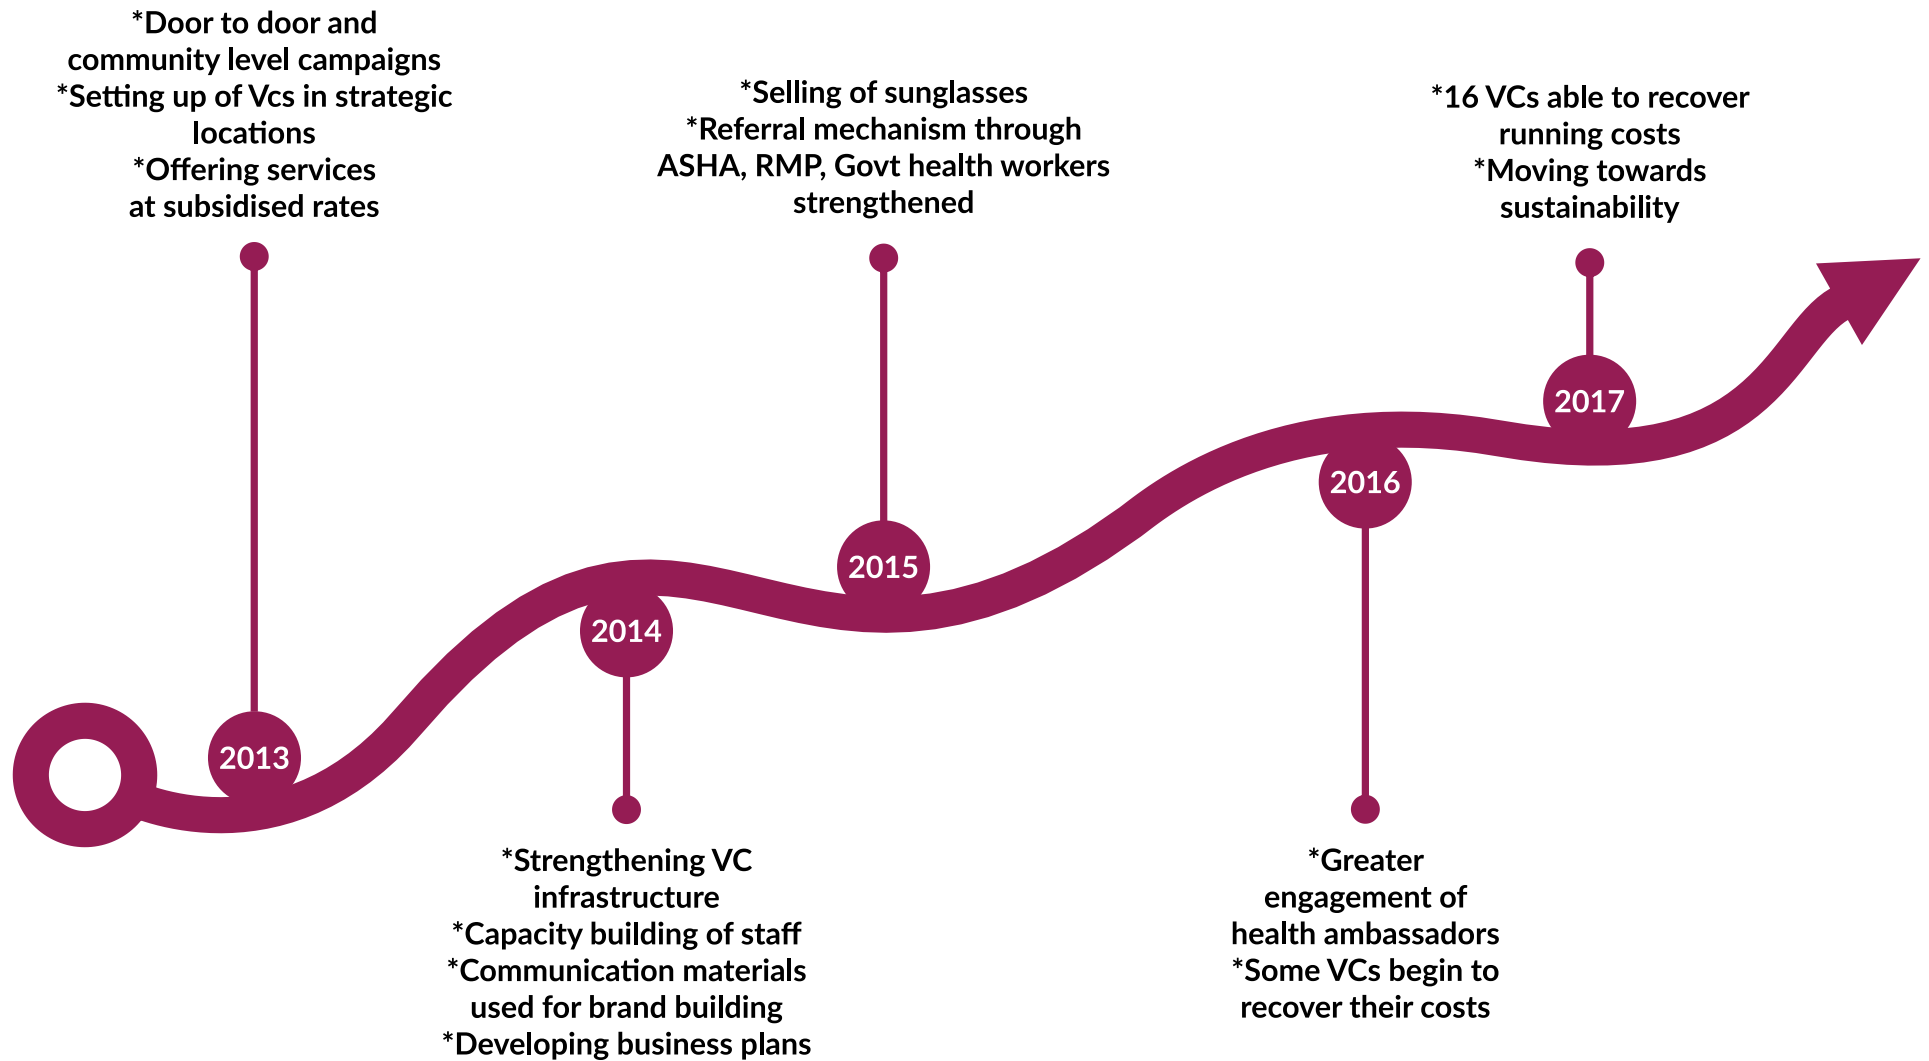 *Door to door and
community level campaigns
*Setting up of Vcs in strategic
locations
*Offering services
at subsidised rates
*Selling of sunglasses
*Referral mechanism through
ASHA, RMP, Govt health workers
strengthened
*16 VCs able to recover
running costs
*Moving towards
sustainability
2013
2014
2015
2016
2017
*Strengthening VC
infrastructure
*Capacity building of staff
*Communication materials
used for brand building
*Developing business plans
*Greater
engagement of
health ambassadors
*Some VCs begin to
recover their costs